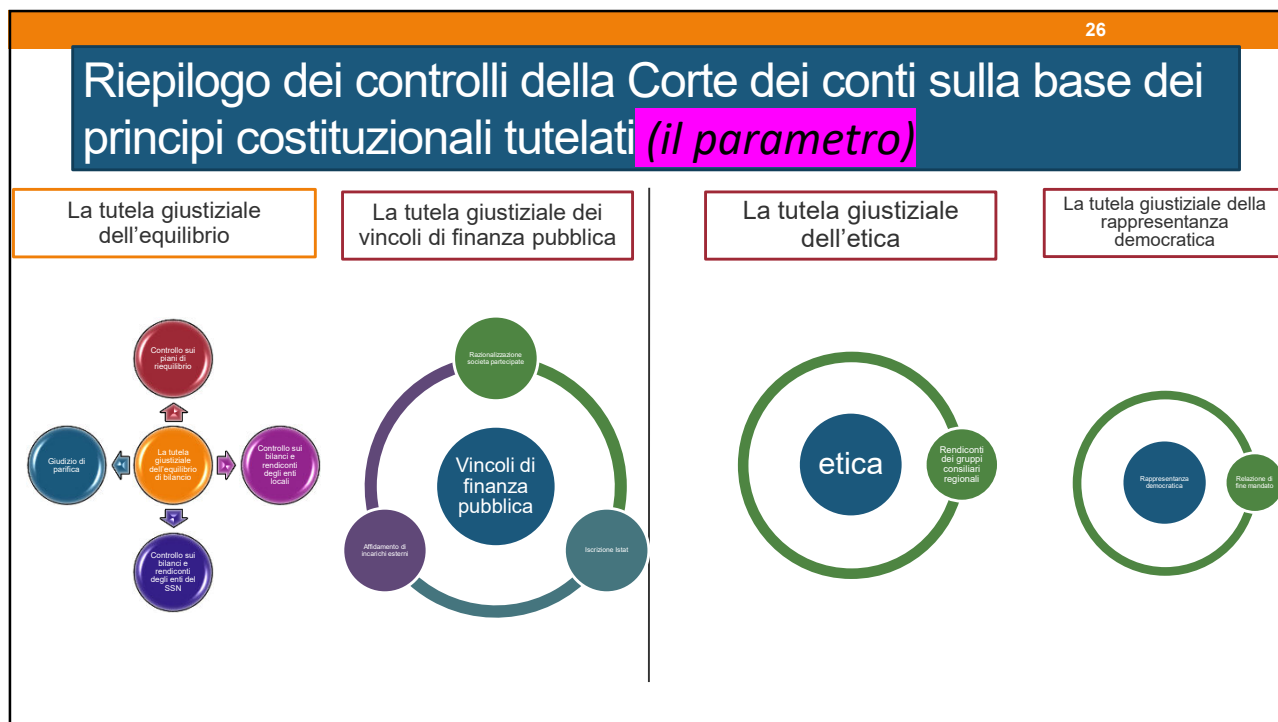 26
Riepilogo dei controlli della Corte dei conti sulla base dei
principi costituzionali tutelati (il parametro)
La tutela giustiziale
dell'equilibrio
La tutela giustiziale dei
vincoli di finanza pubblica
La tutela giustiziale
dell'etica
La tutela giustiziale della
rappresentanza
democratica
Controllo sui
piani di
riequilibrio
Giudizio di
parifica
La tutela
giustiziale
dell'equilibrio
di bilancio
Controllo sui
bilanci e
rendiconti
degli enti
locali
Controllo sui
bilanci e
rendiconti
degli enti del
SSN
Razionalizzazione
societa partecipate
Vincoli di
finanza
pubblica
Affidamento di
incarichi esterni
Iscrizione Istat
etica
Rendiconti
dei gruppi
consiliari
regionali
Rappresentanza
democratica
Relazione di
fine mandato